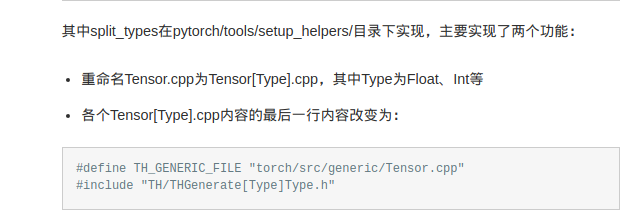 其中split_types在pytorch/tools/setup_helpers/目录下实现，主要实现了两个功能：
• 重命名Tensor.cpp为Tensor[Type].cpp，其中Type为Float、Int等
• 各个Tensor[Type].cpp内容的最后一行内容改变为：
#define TH_GENERIC_FILE "torch/src/generic/Tensor.cpp"
#include "TH/THGenerate[Type]Type.h"